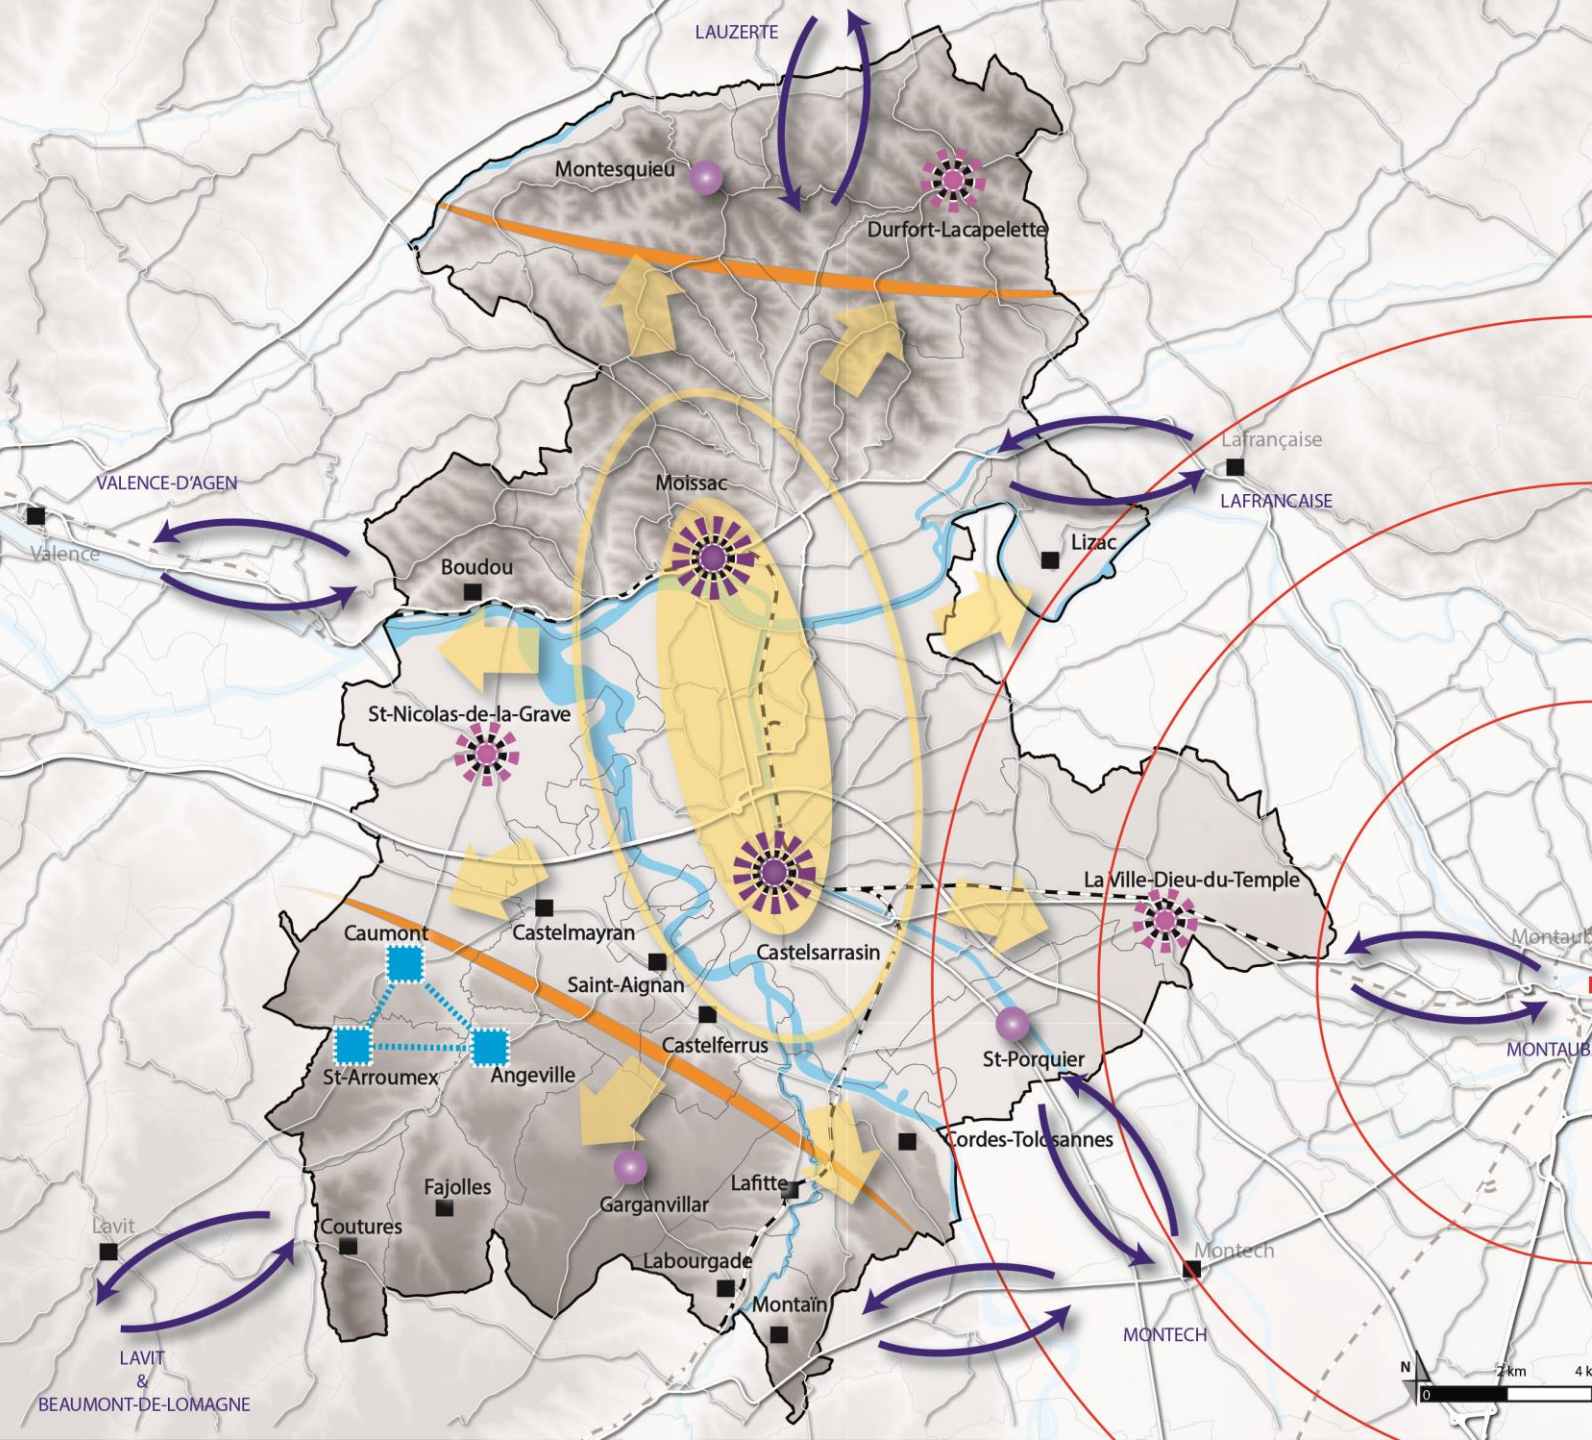 LAUZERTE
Montesquieu
Durfort-Lacapelette
Lafrançaise
LAFRANCAISE
VALENCE-D'AGEN
Valence
Moissac
Boudou
Lizac
St-Nicolas-de-la-Grave
La Ville-Dieu-du-Temple
Caumont
Castelmayran
Castelsarrasin
Montaub
Saint-Aignan
Castelferrus
St-Porquier
MONTAUB
St-Arroumex
Angeville
Cordes-Tolosannes
Fajolles
Lafitte
Garganvillar
Lavit
Coutures
Labourgade
Montech
Montaïn
MONTECH
LAVIT
&
BEAUMONT-DE-LOMAGNE
N
2 km
4 k
0